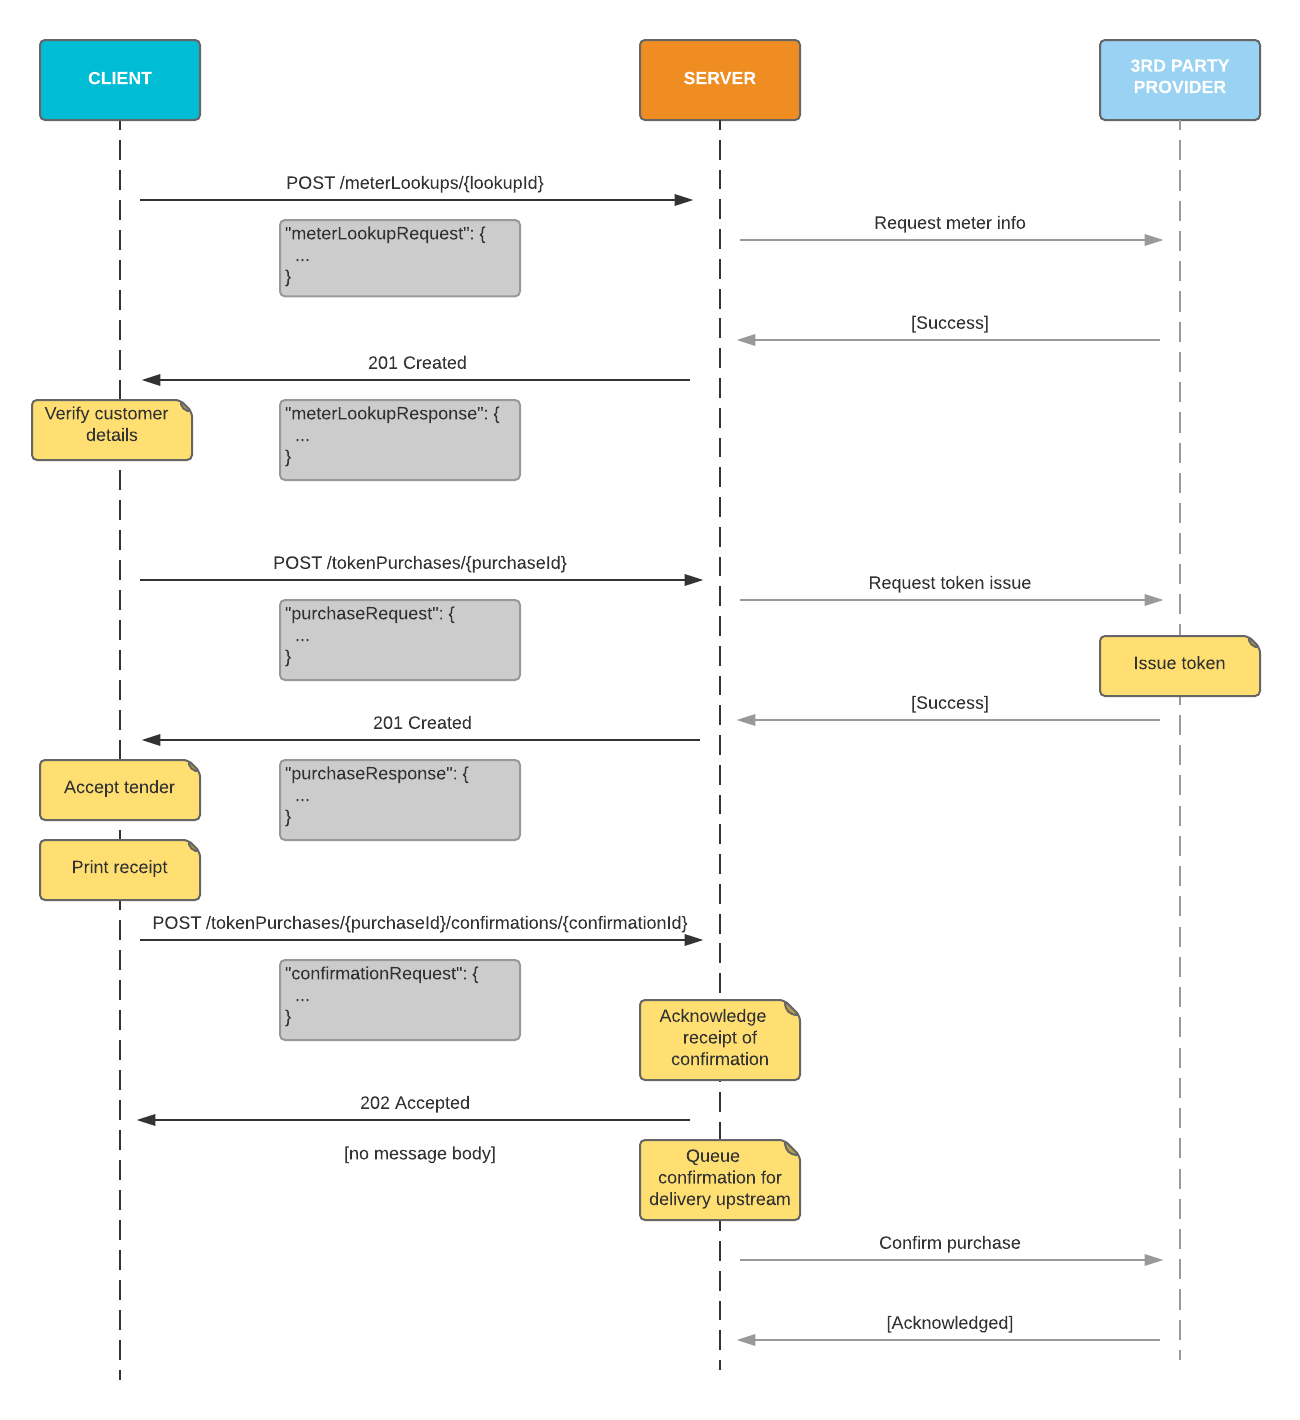 CLIENT
SERVER
3RD PARTY
PROVIDER
POST /meterLookups/{lookupId}
"meterLookupRequest": {
...
}
Request meter info
[Success]
201 Created
Verify customer
details
"meterLookupResponse": {
...
}
POST /tokenPurchases/{purchaseId}
Request token issue
"purchaseRequest": {
...
}
Issue token
[Success]
201 Created
Accept tender
"purchaseResponse": {
...
}
Print receipt
POST /tokenPurchases/{purchaseId}/confirmations/{confirmationId}
"confirmationRequest": {
...
}
Acknowledge
receipt of
confirmation
202 Accepted
[no message body]
Queue
confirmation for
delivery upstream
Confirm purchase
[Acknowledged]